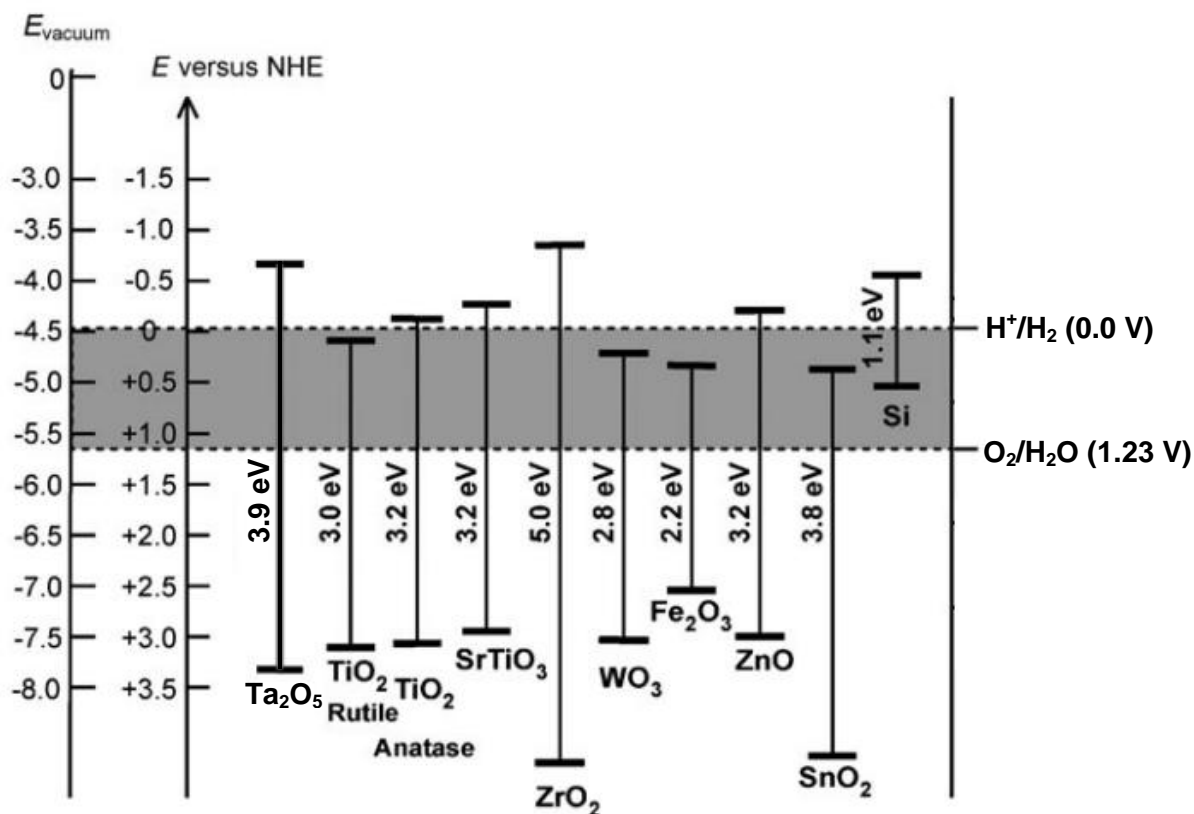 E_vacuum
E versus NHE
0
-3.0
-3.5
-4.0
-4.5
-5.0
-5.5
-6.0
-6.5
-7.0
-7.5
-8.0
-1.5
-1.0
-0.5
0
+0.5
+1.0
+1.5
+2.0
+2.5
+3.0
+3.5
3.9 eV
3.0 eV
3.2 eV
3.2 eV
5.0 eV
2.8 eV
2.2 eV
3.2 eV
3.8 eV
1.1 eV
H⁺/H₂ (0.0 V)
O₂/H₂O (1.23 V)
Ta₂O₅
TiO₂
Rutile
TiO₂
Anatase
SrTiO₃
ZrO₂
WO₃
Fe₂O₃
ZnO
SnO₂
Si